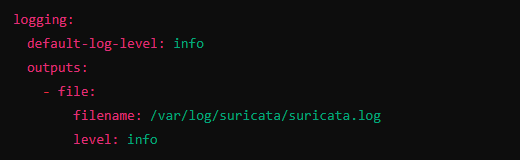 logging:
  default-log-level: info
  outputs:
    - file:
        filename: /var/log/suricata/suricata.log
        level: info